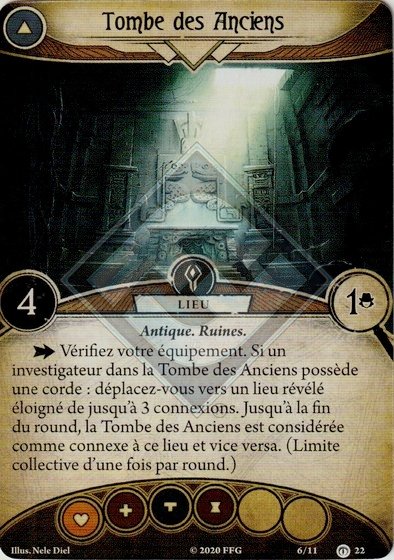 Tombe des Anciens
4
LIEU
1
Antique. Ruines.
Vérifiez votre équipement. Si un
investigateur dans la Tombe des Anciens possède
une corde : déplacez-vous vers un lieu révélé
éloigné de jusqu'à 3 connexions. Jusqu'à la fin
du round, la Tombe des Anciens est considérée
comme connexe à ce lieu et vice versa. (Limite
collective d'une fois par round.)
Illus. Nele Diel
© 2020 FFG
6/11
22